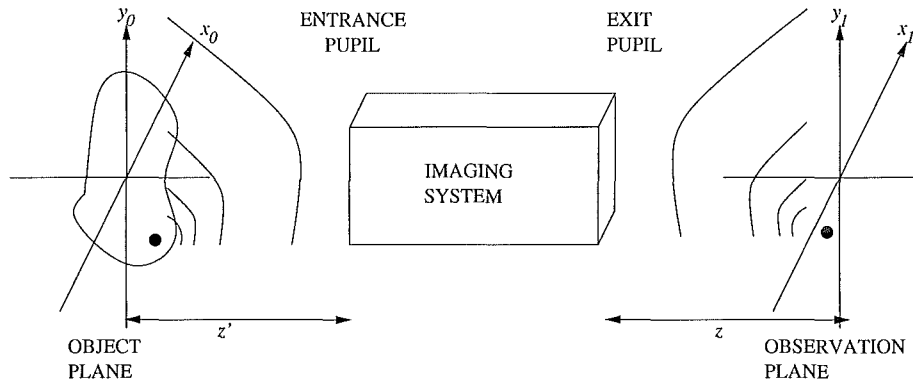 y0
x0
ENTRANCE
PUPIL
EXIT
PUPIL
y1
x1
IMAGING
SYSTEM
z'
z
OBJECT
PLANE
OBSERVATION
PLANE